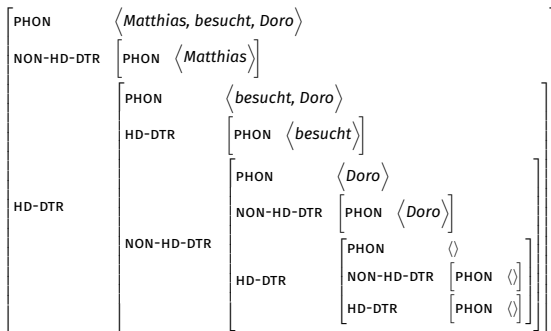 PHON ⟨Matthias, besucht, Doro⟩
NON-HD-DTR [PHON ⟨Matthias⟩]
PHON ⟨besucht, Doro⟩
HD-DTR [PHON ⟨besucht⟩]
PHON ⟨Doro⟩
HD-DTR
NON-HD-DTR [PHON ⟨Doro⟩]
NON-HD-DTR
PHON ⟨⟩
HD-DTR
NON-HD-DTR [PHON ⟨⟩]
HD-DTR [PHON ⟨⟩]